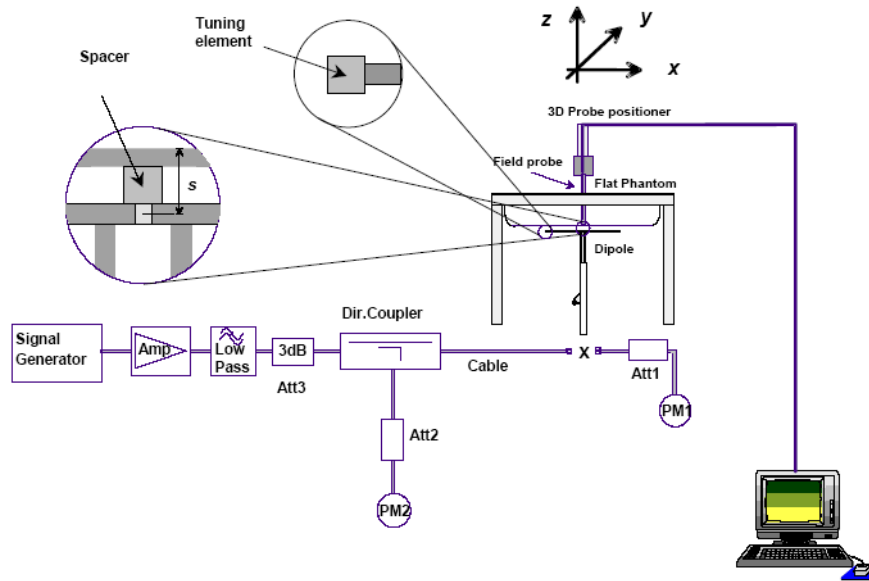 Tuning
element
Spacer
s
z
y
x
3D Probe positioner
Field probe
Flat Phantom
Dipole
Signal
Generator
Amp
Low
Pass
3dB
Att3
Dir.Coupler
Cable
X
Att1
PM1
Att2
PM2